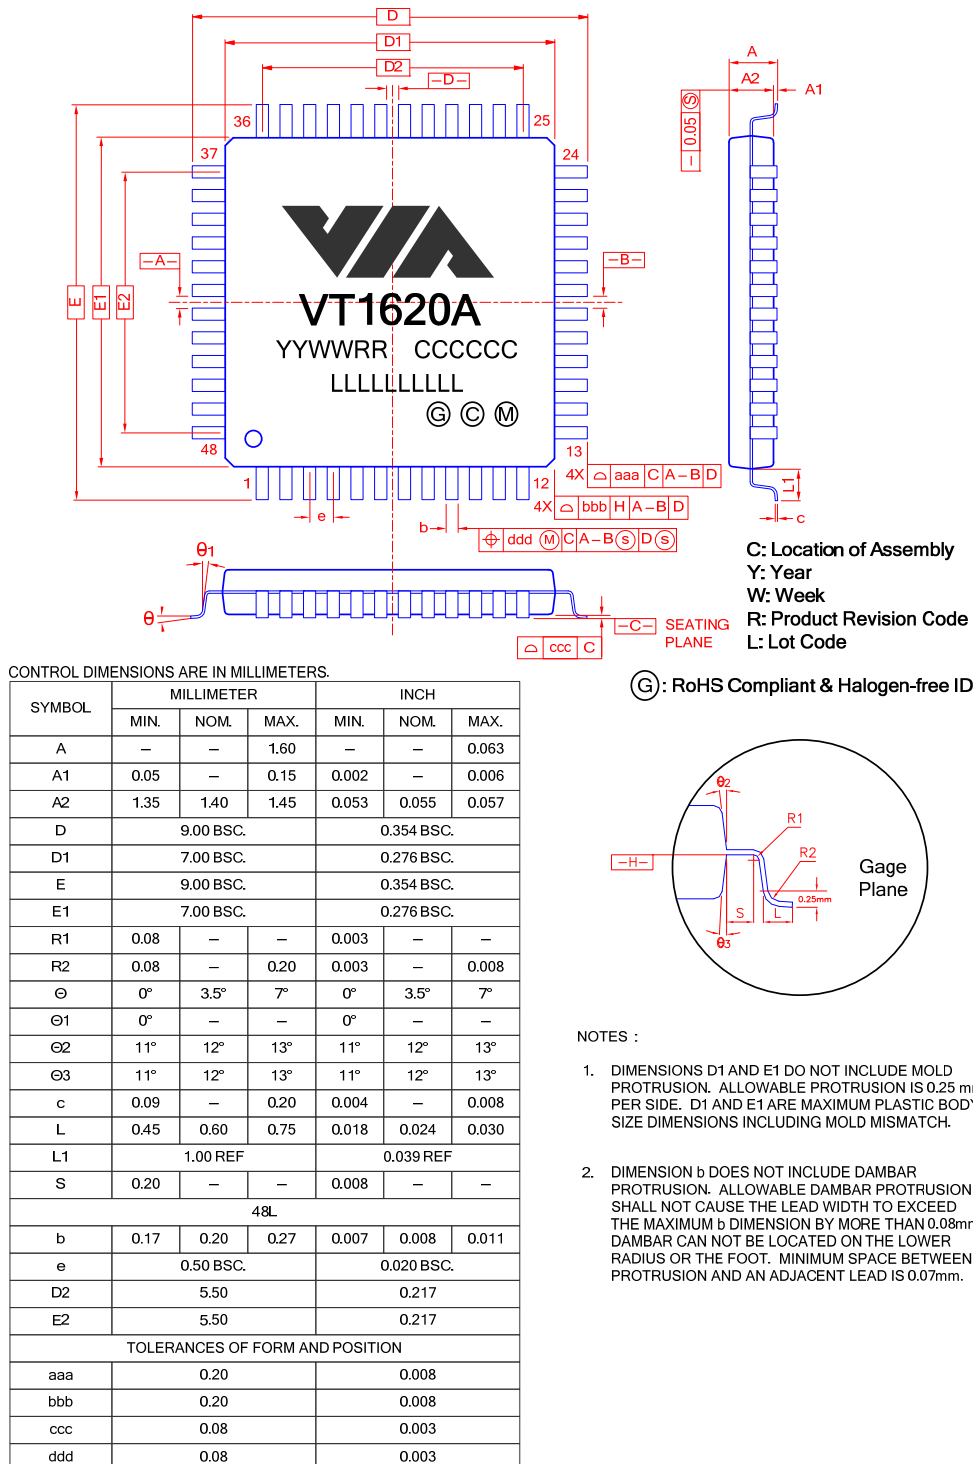 D
D1
D2
–D–
36 25
37 24
A
A2 A1
– 0.05 Ⓢ
–A– –B–
E E1 E2
VIA
VT1620A
YYWWRR CCCCCC
LLLLLLLLLL
Ⓖ Ⓒ Ⓜ
48 13
1 12
4X ⌓ aaa C A–B D
4X ⌓ bbb H A–B D
e
b
⌖ ddd Ⓜ C A–B Ⓢ D Ⓢ
L1
c
θ1
θ
–C– SEATING
PLANE
⌓ ccc C
C: Location of Assembly
Y: Year
W: Week
R: Product Revision Code
L: Lot Code
Ⓖ: RoHS Compliant & Halogen-free ID
CONTROL DIMENSIONS ARE IN MILLIMETERS.
SYMBOL MILLIMETER INCH
MIN. NOM. MAX. MIN. NOM. MAX.
A – – 1.60 – – 0.063
A1 0.05 – 0.15 0.002 – 0.006
A2 1.35 1.40 1.45 0.053 0.055 0.057
D 9.00 BSC. 0.354 BSC.
D1 7.00 BSC. 0.276 BSC.
E 9.00 BSC. 0.354 BSC.
E1 7.00 BSC. 0.276 BSC.
R1 0.08 – – 0.003 – –
R2 0.08 – 0.20 0.003 – 0.008
Θ 0° 3.5° 7° 0° 3.5° 7°
Θ1 0° – – 0° – –
Θ2 11° 12° 13° 11° 12° 13°
Θ3 11° 12° 13° 11° 12° 13°
c 0.09 – 0.20 0.004 – 0.008
L 0.45 0.60 0.75 0.018 0.024 0.030
L1 1.00 REF 0.039 REF
S 0.20 – – 0.008 – –
48L
b 0.17 0.20 0.27 0.007 0.008 0.011
e 0.50 BSC. 0.020 BSC.
D2 5.50 0.217
E2 5.50 0.217
TOLERANCES OF FORM AND POSITION
aaa 0.20 0.008
bbb 0.20 0.008
ccc 0.08 0.003
ddd 0.08 0.003
θ2
R1
–H–
R2
Gage
Plane
0.25mm
S L
θ3
NOTES :
1. DIMENSIONS D1 AND E1 DO NOT INCLUDE MOLD
PROTRUSION. ALLOWABLE PROTRUSION IS 0.25 m
PER SIDE. D1 AND E1 ARE MAXIMUM PLASTIC BODY
SIZE DIMENSIONS INCLUDING MOLD MISMATCH.
2. DIMENSION b DOES NOT INCLUDE DAMBAR
PROTRUSION. ALLOWABLE DAMBAR PROTRUSION
SHALL NOT CAUSE THE LEAD WIDTH TO EXCEED
THE MAXIMUM b DIMENSION BY MORE THAN 0.08mm
DAMBAR CAN NOT BE LOCATED ON THE LOWER
RADIUS OR THE FOOT. MINIMUM SPACE BETWEEN
PROTRUSION AND AN ADJACENT LEAD IS 0.07mm.